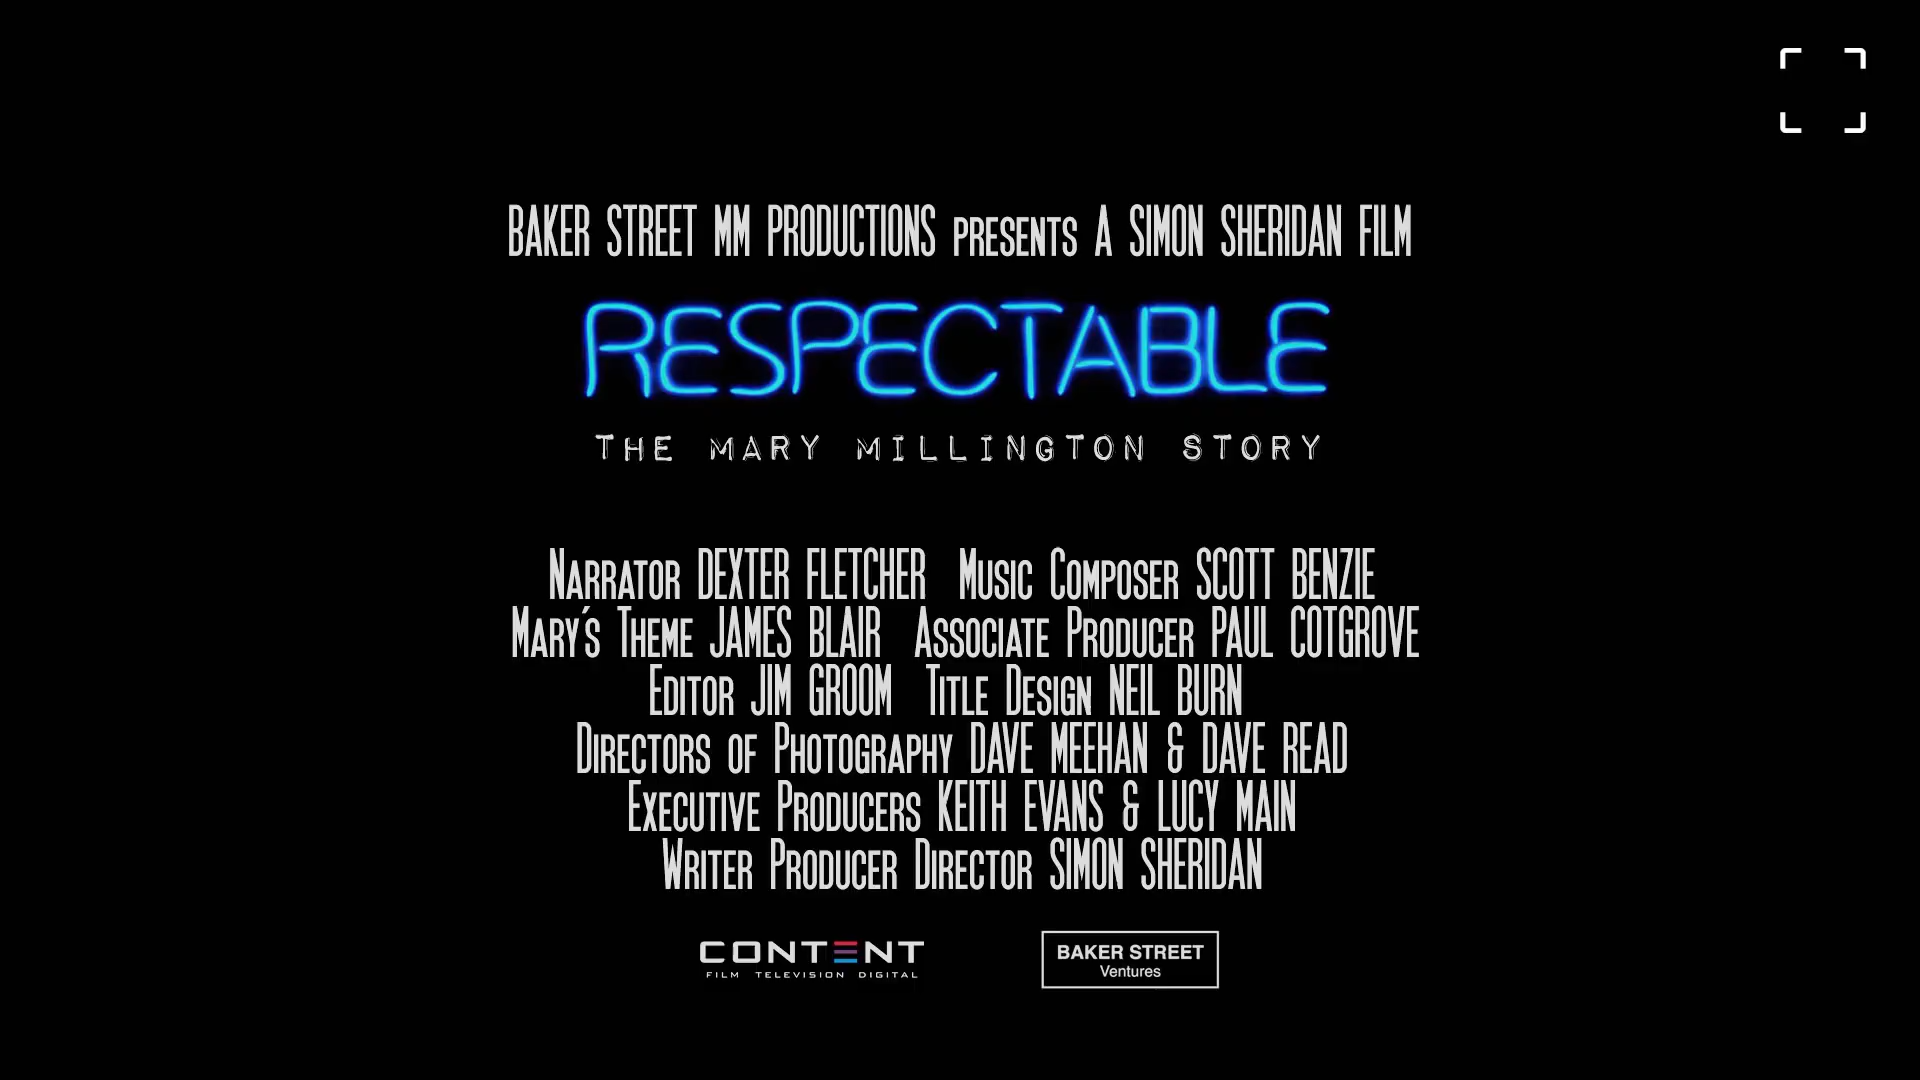 BAKER STREET MM PRODUCTIONS PRESENTS A SIMON SHERIDAN FILM
RESPECTABLE
THE MARY MILLINGTON STORY
NARRATOR DEXTER FLETCHER MUSIC COMPOSER SCOTT BENZIE
MARY'S THEME JAMES BLAIR ASSOCIATE PRODUCER PAUL COTGROVE
EDITOR JIM GROOM TITLE DESIGN NEIL BURN
DIRECTORS OF PHOTOGRAPHY DAVE MEEHAN & DAVE READ
EXECUTIVE PRODUCERS KEITH EVANS & LUCY MAIN
WRITER PRODUCER DIRECTOR SIMON SHERIDAN
CONTENT
FILM TELEVISION DIGITAL
BAKER STREET
Ventures